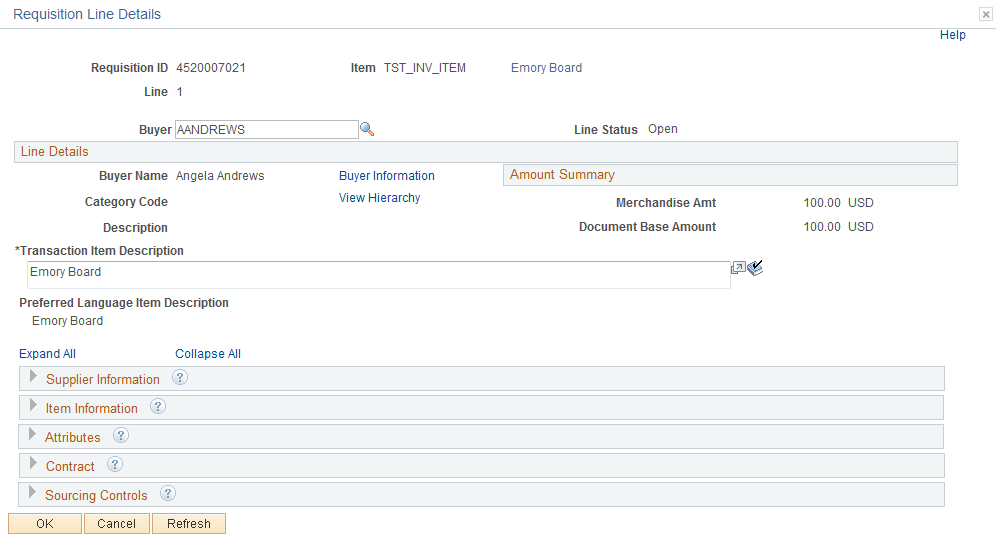 Requisition Line Details
Help
Requisition ID 4520007021 Item TST_INV_ITEM Emory Board
Line 1
Buyer AANDREWS Line Status Open
Line Details
Buyer Name Angela Andrews Buyer Information Amount Summary
Category Code View Hierarchy Merchandise Amt 100.00 USD
Description Document Base Amount 100.00 USD
*Transaction Item Description
Emory Board
Preferred Language Item Description
Emory Board
Expand All Collapse All
Supplier Information ?
Item Information ?
Attributes ?
Contract ?
Sourcing Controls ?
OK Cancel Refresh